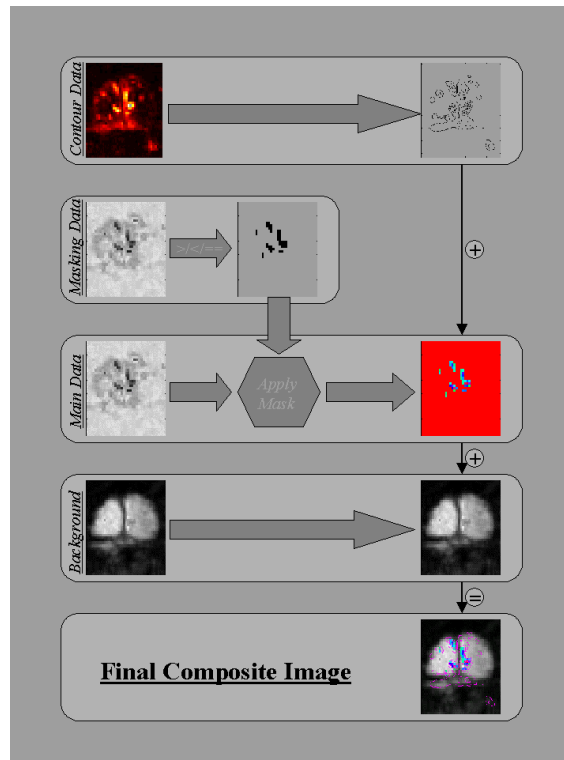 Contour Data
+
Masking Data
>/</==
Main Data
Apply
Mask
+
Background
=
Final Composite Image